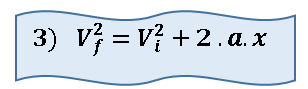 3) V_f^2 = V_i^2 + 2 . a. x